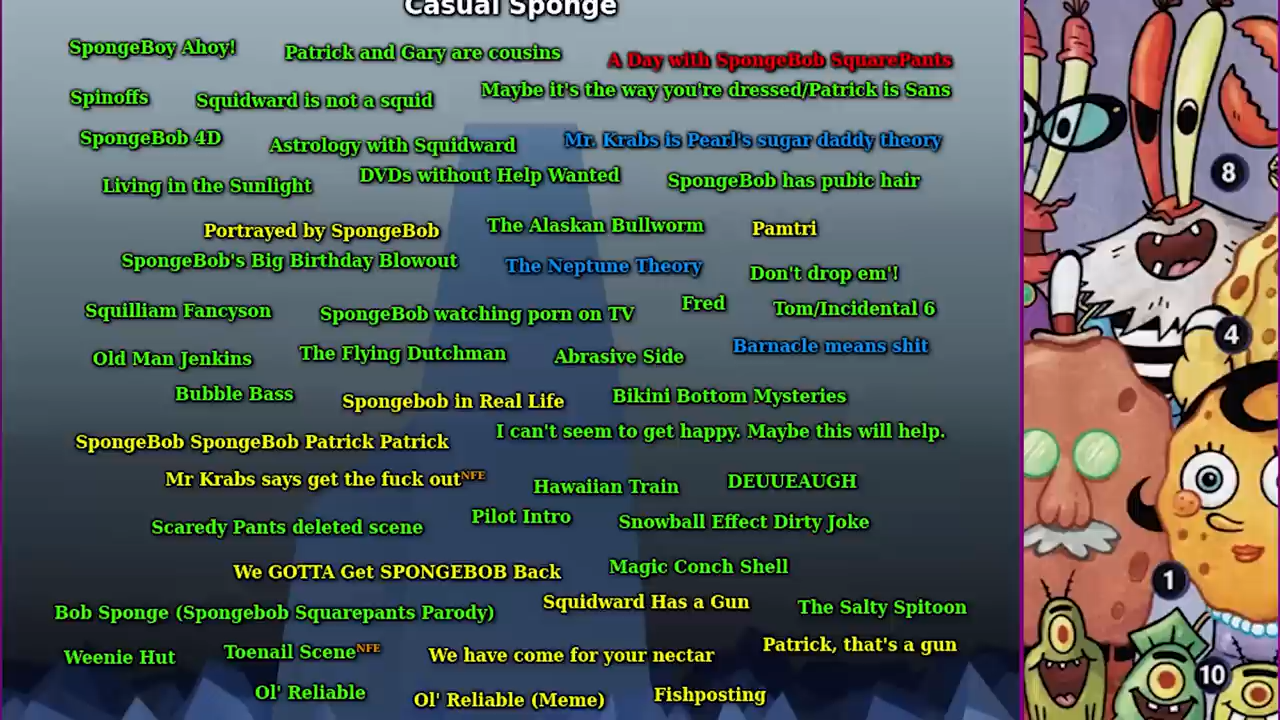 Casual Sponge
SpongeBoy Ahoy! Patrick and Gary are cousins A Day with SpongeBob SquarePants
Spinoffs Squidward is not a squid Maybe it's the way you're dressed/Patrick is Sans
SpongeBob 4D Astrology with Squidward Mr. Krabs is Pearl's sugar daddy theory
Living in the Sunlight DVDs without Help Wanted SpongeBob has pubic hair
Portrayed by SpongeBob The Alaskan Bullworm Pamtri
SpongeBob's Big Birthday Blowout The Neptune Theory Don't drop em'!
Squilliam Fancyson SpongeBob watching porn on TV Fred Tom/Incidental 6
Old Man Jenkins The Flying Dutchman Abrasive Side Barnacle means shit
Bubble Bass Spongebob in Real Life Bikini Bottom Mysteries
SpongeBob SpongeBob Patrick Patrick I can't seem to get happy. Maybe this will help.
Mr Krabs says get the fuck outNFE Hawaiian Train DEUUEAUGH
Scaredy Pants deleted scene Pilot Intro Snowball Effect Dirty Joke
We GOTTA Get SPONGEBOB Back Magic Conch Shell
Bob Sponge (Spongebob Squarepants Parody) Squidward Has a Gun The Salty Spitoon
Weenie Hut Toenail SceneNFE We have come for your nectar Patrick, that's a gun
Ol' Reliable Ol' Reliable (Meme) Fishposting
8
4
1
10